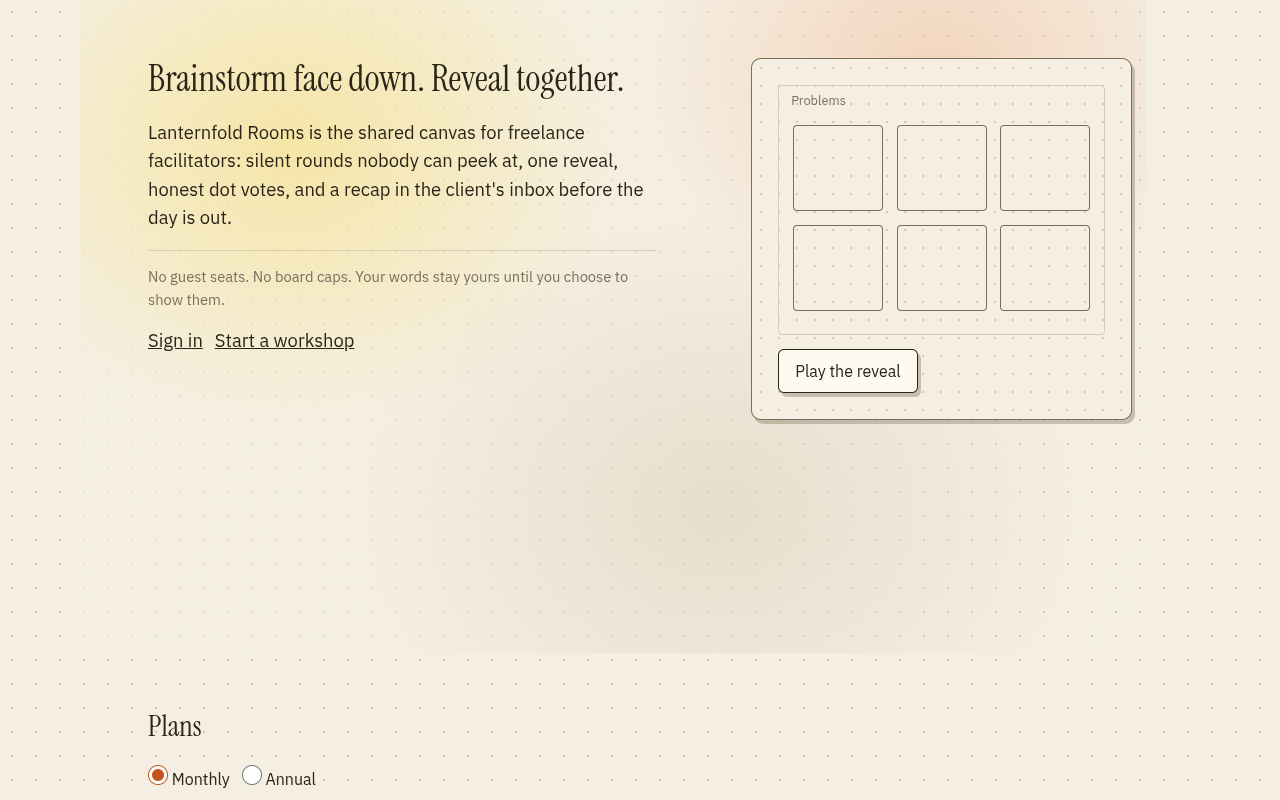 Brainstorm face down. Reveal together.
Lanternfold Rooms is the shared canvas for freelance
facilitators: silent rounds nobody can peek at, one reveal,
honest dot votes, and a recap in the client's inbox before the
day is out.
No guest seats. No board caps. Your words stay yours until you choose to
show them.
Sign in Start a workshop
Problems
Play the reveal
Plans
Monthly Annual